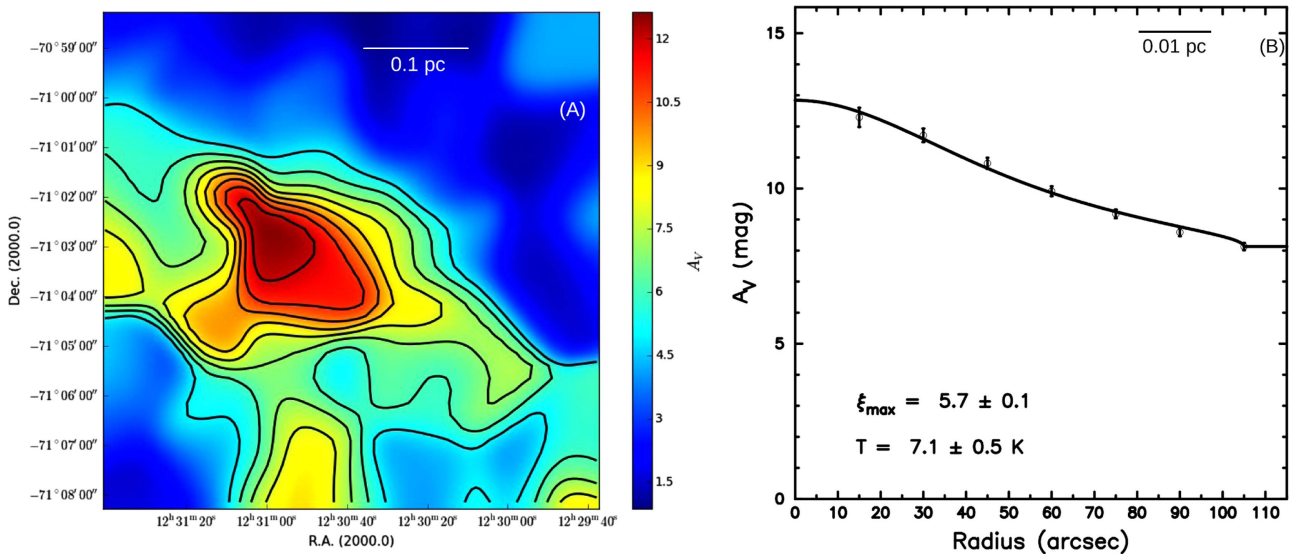 −70°59′00″
−71°00′00″
−71°01′00″
−71°02′00″
−71°03′00″
−71°04′00″
−71°05′00″
−71°06′00″
−71°07′00″
−71°08′00″
Dec. (2000.0)
0.1 pc
(A)
12ʰ31ᵐ20ˢ 12ʰ31ᵐ00ˢ 12ʰ30ᵐ40ˢ 12ʰ30ᵐ20ˢ 12ʰ30ᵐ00ˢ 12ʰ29ᵐ40ˢ
R.A. (2000.0)
12
10.5
9
7.5
6
4.5
3
1.5
A_V
15
10
5
0
A_V (mag)
0.01 pc
(B)
ξ_max = 5.7 ± 0.1
T = 7.1 ± 0.5 K
0 10 20 30 40 50 60 70 80 90 100 110
Radius (arcsec)